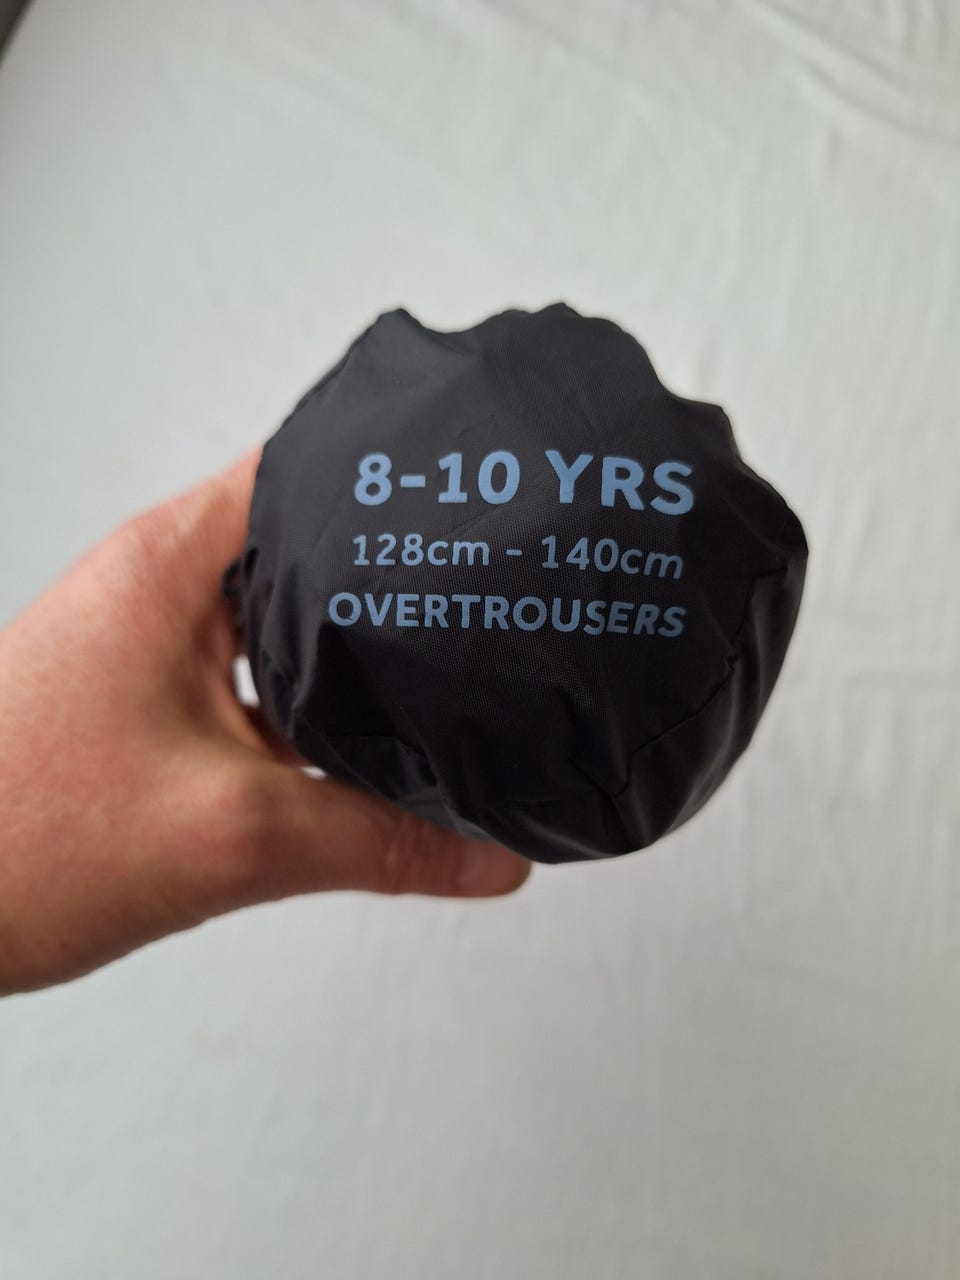 8-10 YRS
128cm - 140cm
OVERTROUSERS